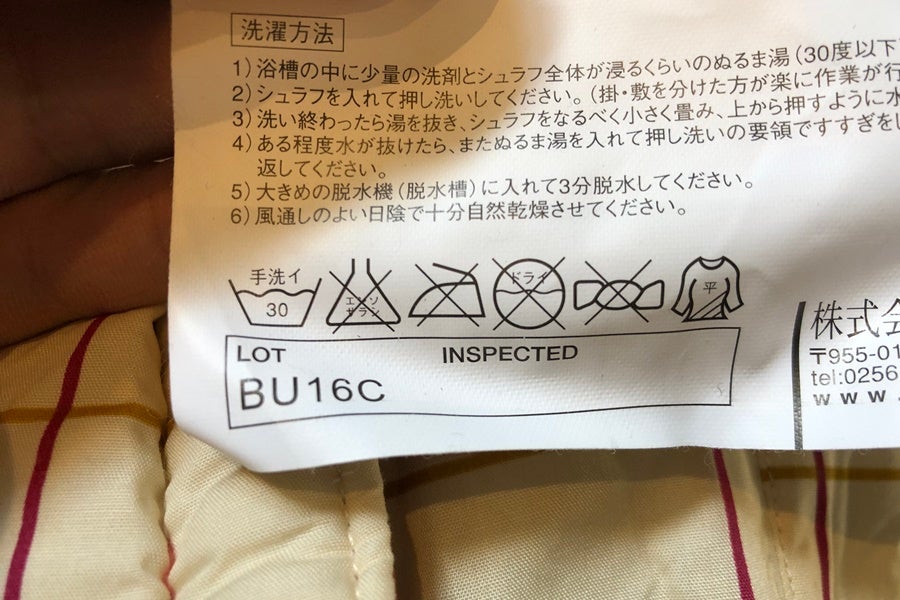 洗濯方法
1）浴槽の中に少量の洗剤とシュラフ全体が浸るくらいのぬるま湯（30度以下
2）シュラフを入れて押し洗いしてください。（掛・敷を分けた方が楽に作業が行
3）洗い終わったら湯を抜き、シュラフをなるべく小さく畳み、上から押すように水
4）ある程度水が抜けたら、またぬるま湯を入れて押し洗いの要領ですすぎをし
返してください。
5）大きめの脱水機（脱水槽）に入れて3分脱水してください。
6）風通しのよい日陰で十分自然乾燥させてください。
手洗イ
30
エンソ
サラシ
ドライ
平
LOT
INSPECTED
BU16C
株式会
〒955-01
tel:0256
www.